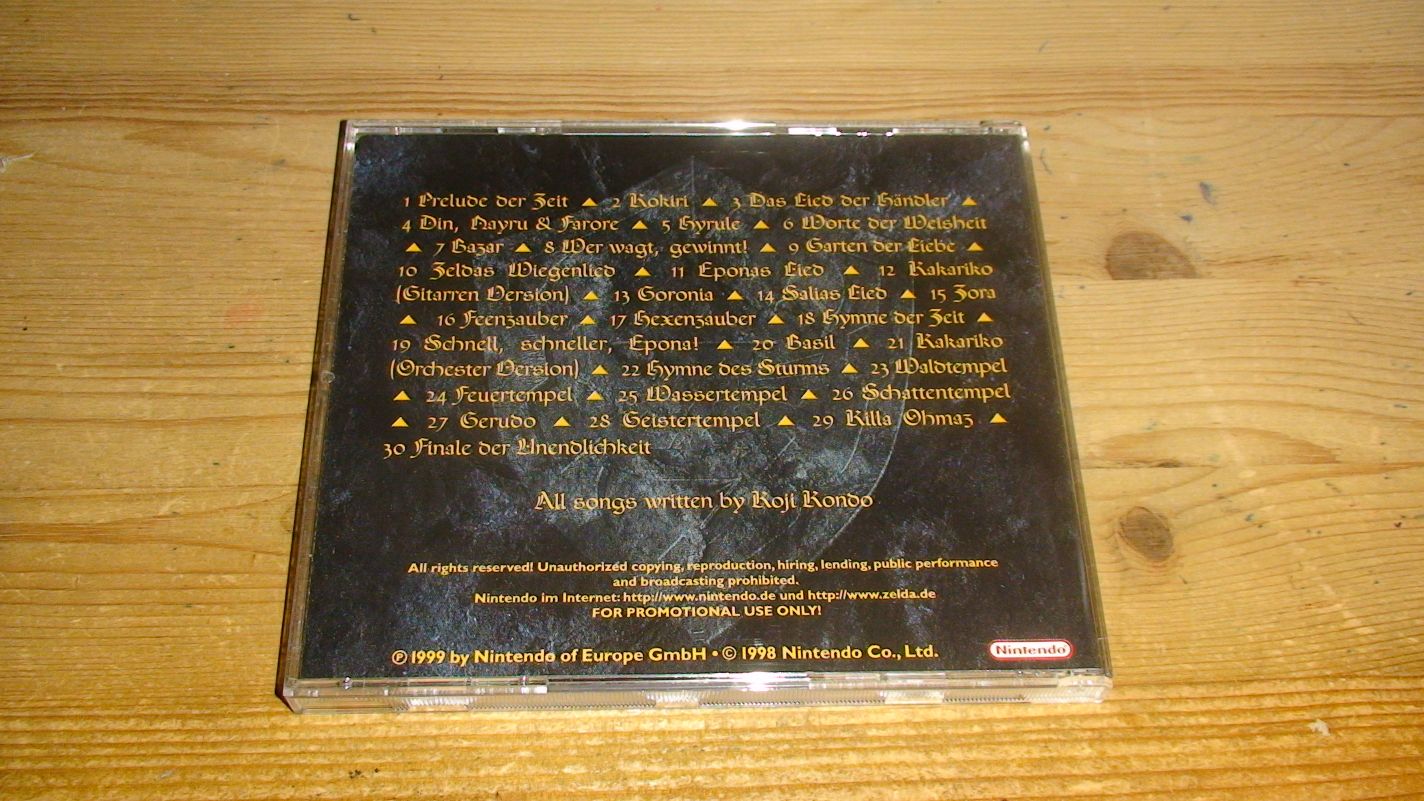 1 Prelude der Zeit ▲ 2 Kokiri ▲ 3 Das Lied der Händler ▲
4 Din, Nayru & Farore ▲ 5 Hyrule ▲ 6 Worte der Weisheit
▲ 7 Bazar ▲ 8 Wer wagt, gewinnt! ▲ 9 Garten der Liebe ▲
10 Zeldas Wiegenlied ▲ 11 Eponas Lied ▲ 12 Kakariko
(Gitarren Version) ▲ 13 Goronia ▲ 14 Salias Lied ▲ 15 Zora
▲ 16 Feenzauber ▲ 17 Hexenzauber ▲ 18 Hymne der Zeit ▲
19 Schnell, schneller, Epona! ▲ 20 Basil ▲ 21 Kakariko
(Orchester Version) ▲ 22 Hymne des Sturms ▲ 23 Waldtempel
▲ 24 Feuertempel ▲ 25 Wassertempel ▲ 26 Schattentempel
▲ 27 Gerudo ▲ 28 Geistertempel ▲ 29 Killa Ohmaz ▲
30 Finale der Unendlichkeit
All songs written by Koji Kondo
All rights reserved! Unauthorized copying, reproduction, hiring, lending, public performance
and broadcasting prohibited.
Nintendo im Internet: http://www.nintendo.de und http://www.zelda.de
FOR PROMOTIONAL USE ONLY!
℗ 1999 by Nintendo of Europe GmbH • © 1998 Nintendo Co., Ltd.
Nintendo